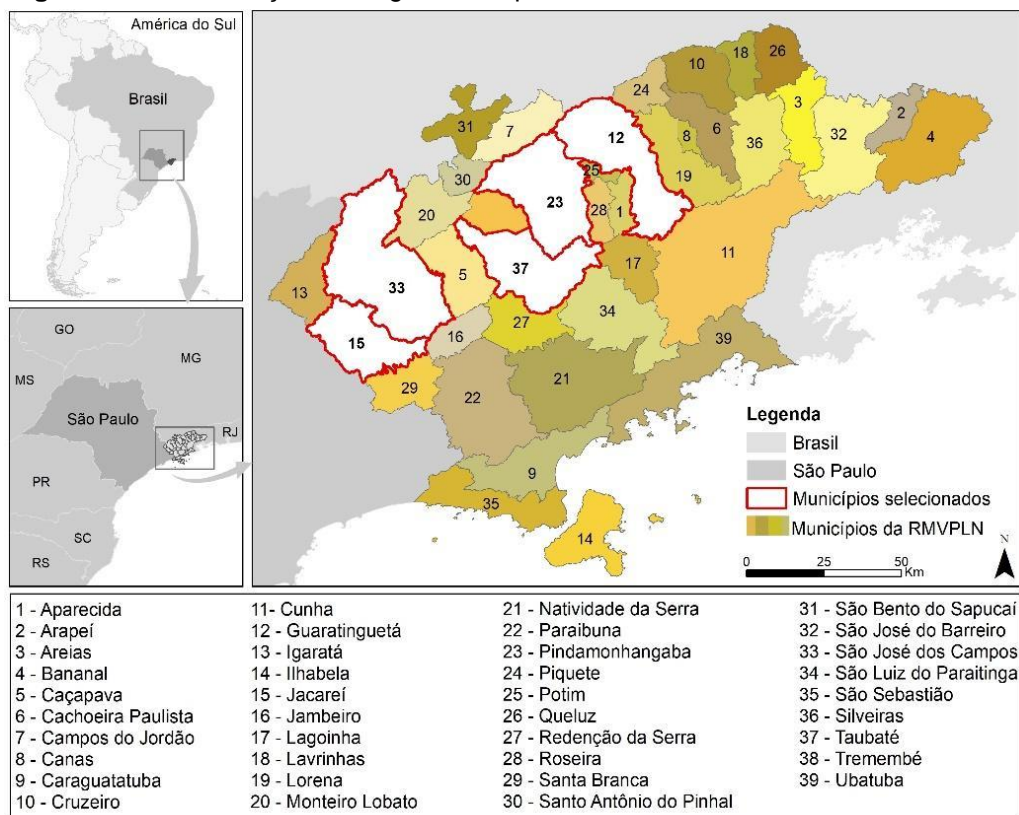 América do Sul
Brasil
GO
MG
MS
São Paulo
RJ
PR
SC
RS
31
7
24
10
18
26
12
8
6
3
2
4
30
25
36
32
20
23
19
28
1
13
33
5
37
17
11
15
16
27
34
39
29
22
21
9
35
14
Legenda
Brasil
São Paulo
Municípios selecionados
Municípios da RMVPLN
0 25 50
Km
N
1 - Aparecida
2 - Arapeí
3 - Areias
4 - Bananal
5 - Caçapava
6 - Cachoeira Paulista
7 - Campos do Jordão
8 - Canas
9 - Caraguatatuba
10 - Cruzeiro
11- Cunha
12 - Guaratinguetá
13 - Igaratá
14 - Ilhabela
15 - Jacareí
16 - Jambeiro
17 - Lagoinha
18 - Lavrinhas
19 - Lorena
20 - Monteiro Lobato
21 - Natividade da Serra
22 - Paraibuna
23 - Pindamonhangaba
24 - Piquete
25 - Potim
26 - Queluz
27 - Redenção da Serra
28 - Roseira
29 - Santa Branca
30 - Santo Antônio do Pinhal
31 - São Bento do Sapucaí
32 - São José do Barreiro
33 - São José dos Campos
34 - São Luiz do Paraitinga
35 - São Sebastião
36 - Silveiras
37 - Taubaté
38 - Tremembé
39 - Ubatuba